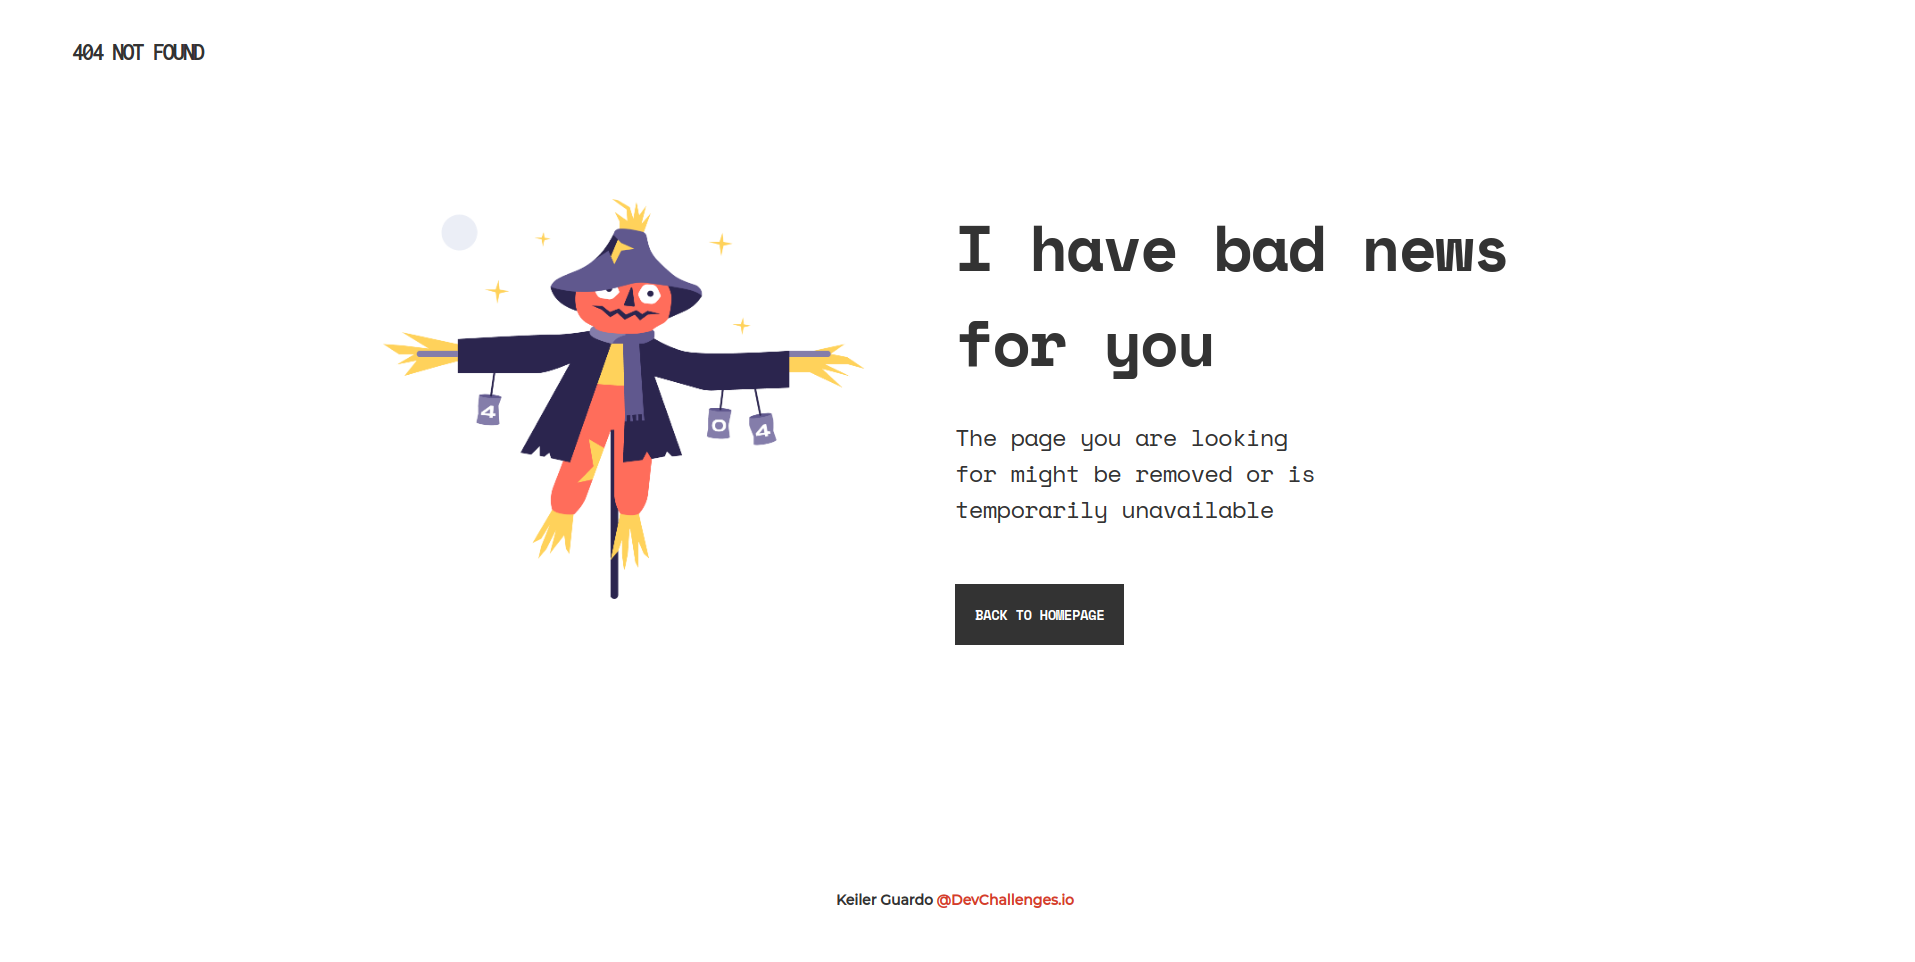 404 NOT FOUND
I have bad news
for you
4
0
4
The page you are looking
for might be removed or is
temporarily unavailable
BACK TO HOMEPAGE
Keiler Guardo @DevChallenges.io